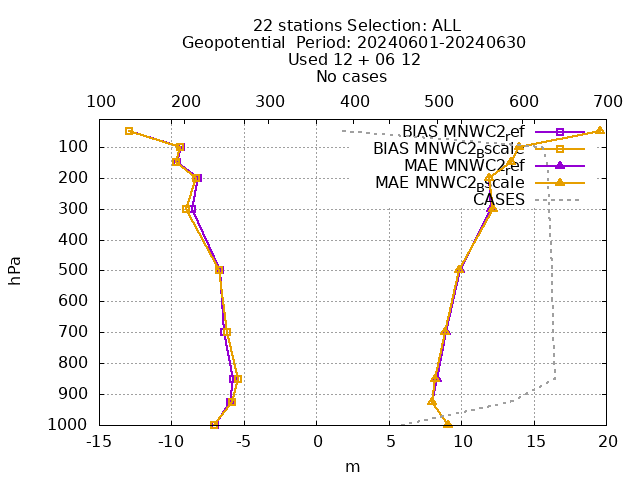 22 stations Selection: ALL
Geopotential  Period: 20240601-20240630
Used 12 + 06 12
No cases
100 200 300 400 500 600 700
BIAS MNWC2_ref
BIAS MNWC2_Bscale
MAE MNWC2_ref
MAE MNWC2_Bscale
CASES
100
200
300
400
500
600
700
800
900
1000
hPa
-15 -10 -5 0 5 10 15 20
m